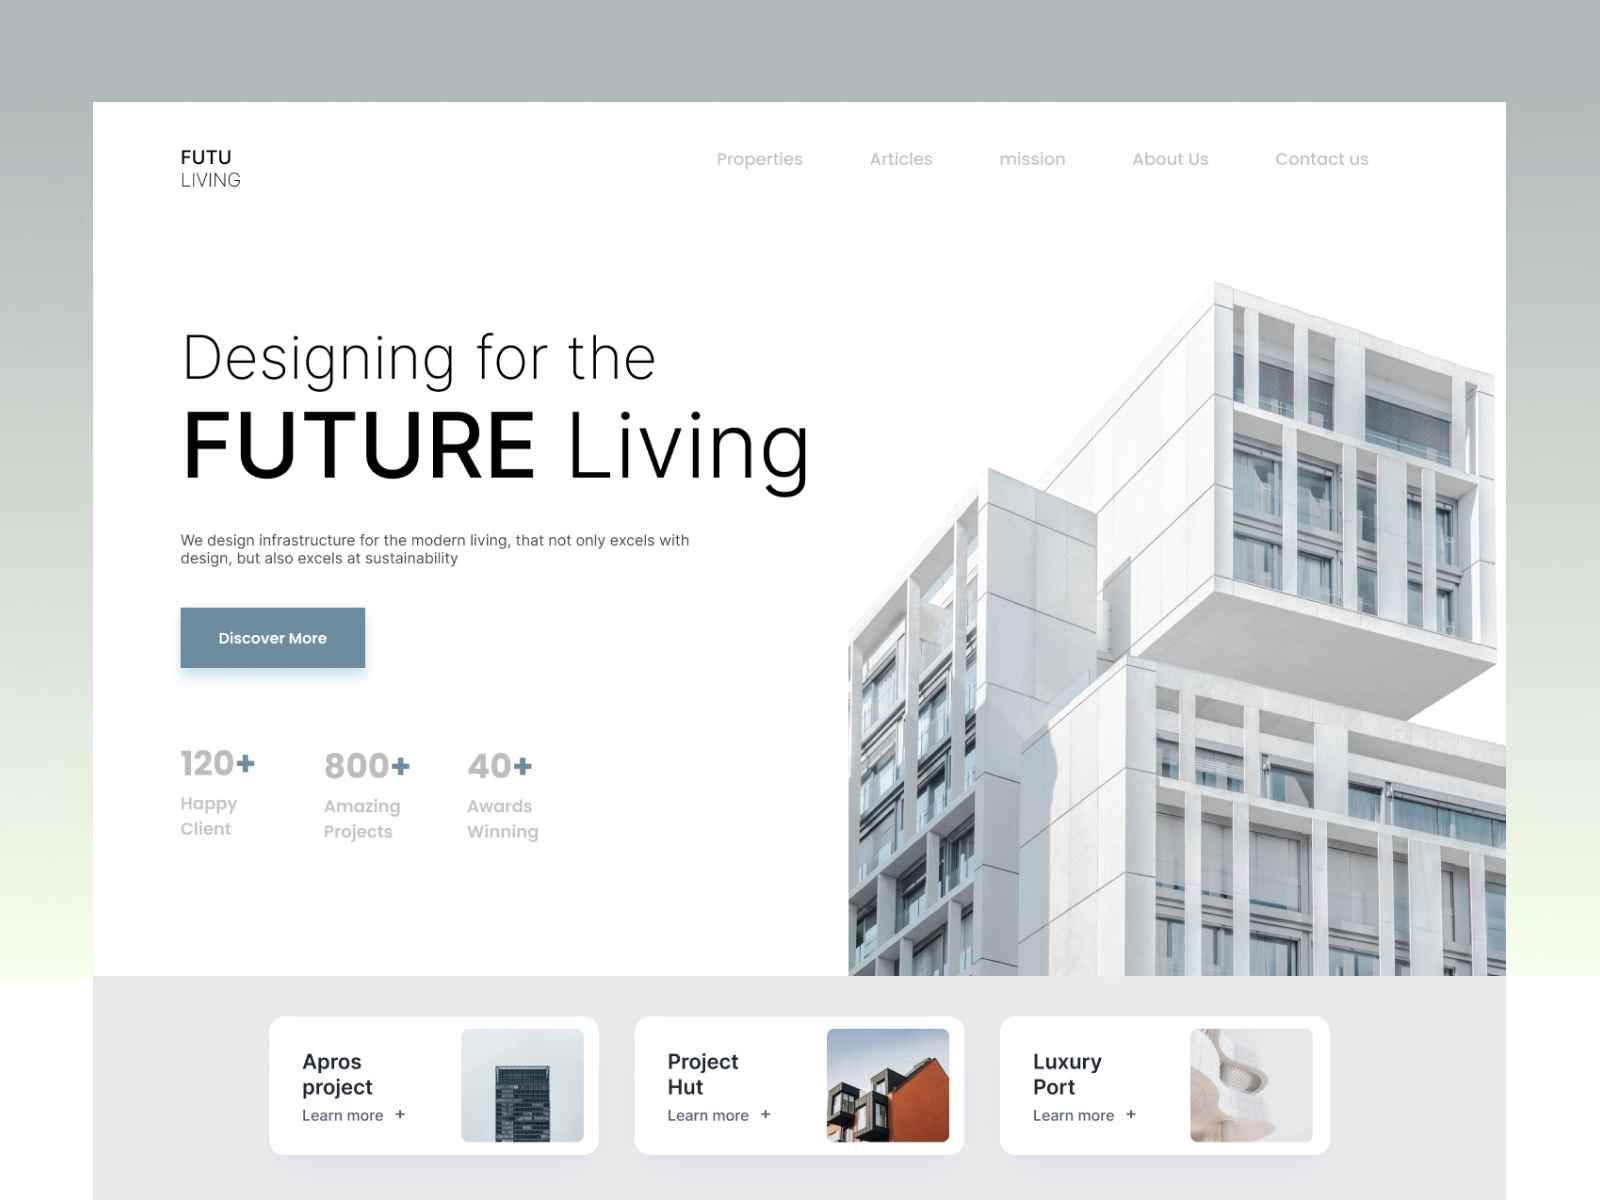 FUTU
LIVING
Properties
Articles
mission
About Us
Contact us
Designing for the
FUTURE Living
We design infrastructure for the modern living, that not only excels with
design, but also excels at sustainability
Discover More
120+
Happy
Client
800+
Amazing
Projects
40+
Awards
Winning
Apros
project
Learn more +
Project
Hut
Learn more +
Luxury
Port
Learn more +